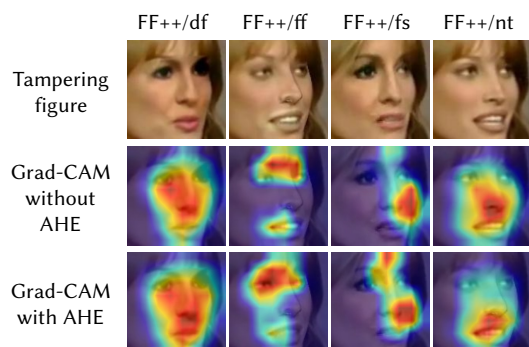 FF++/df FF++/ff FF++/fs FF++/nt
Tampering
figure
Grad-CAM
without
AHE
Grad-CAM
with AHE